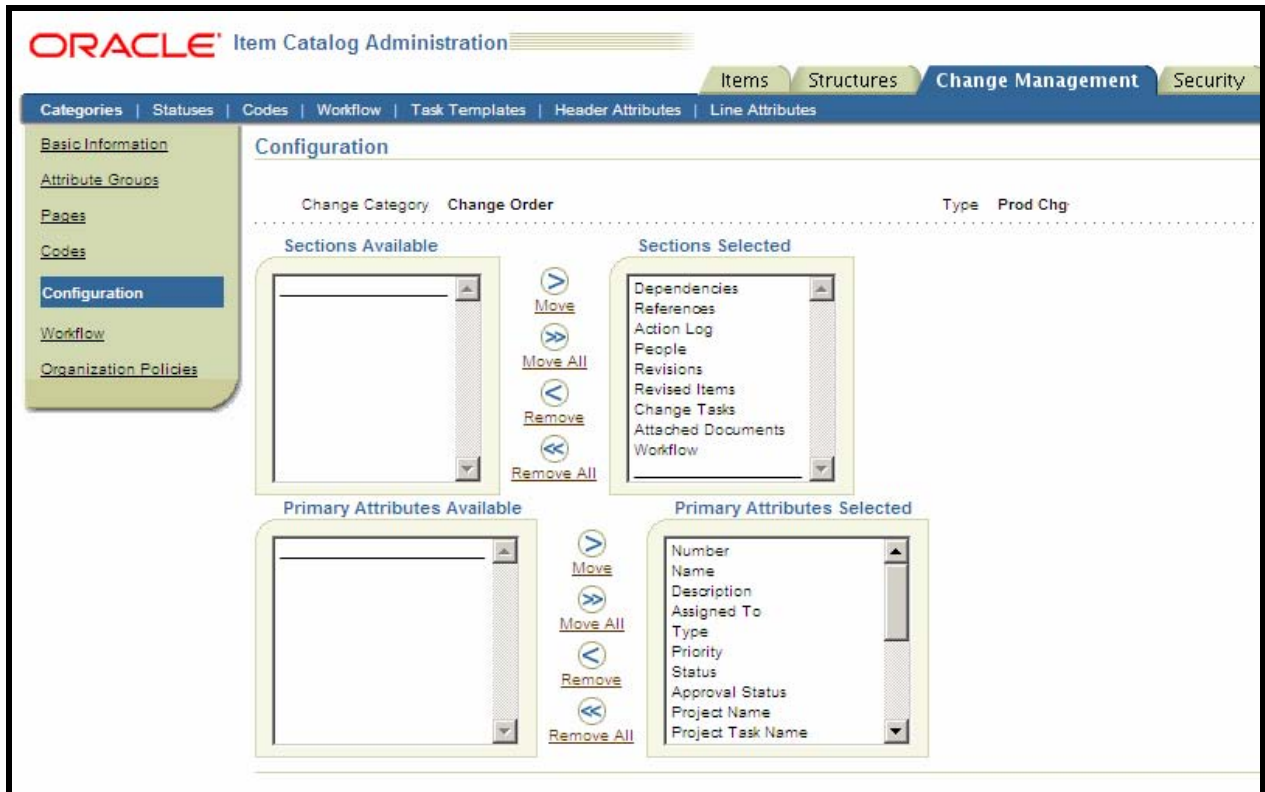 ORACLE Item Catalog Administration
Items Structures Change Management Security
Categories | Statuses | Codes | Workflow | Task Templates | Header Attributes | Line Attributes
Basic Information
Attribute Groups
Pages
Codes
Configuration
Workflow
Organization Policies
Configuration
Change Category Change Order Type Prod Chg
Sections Available
Move
Move All
Remove
Remove All
Sections Selected
Dependencies
References
Action Log
People
Revisions
Revised Items
Change Tasks
Attached Documents
Workflow
Primary Attributes Available
Move
Move All
Remove
Remove All
Primary Attributes Selected
Number
Name
Description
Assigned To
Type
Priority
Status
Approval Status
Project Name
Project Task Name